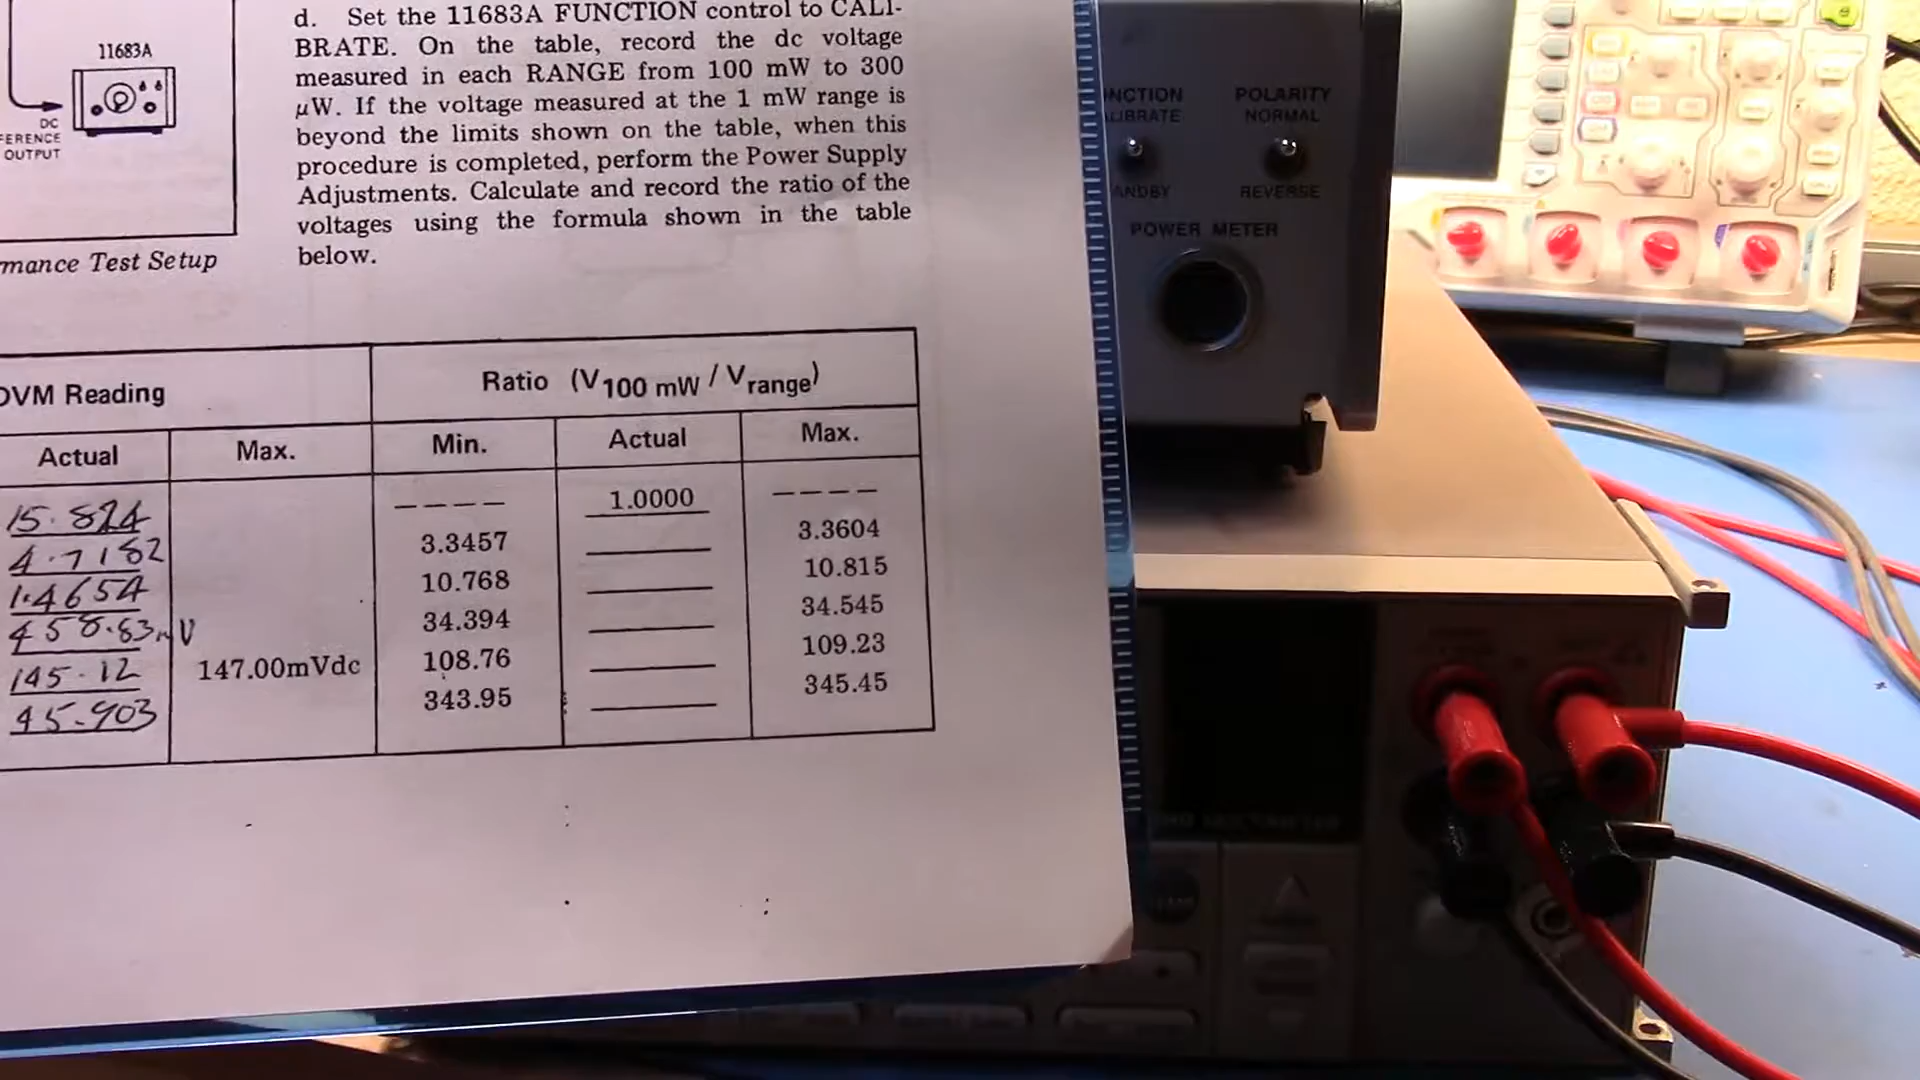 11683A
DC
FERENCE
OUTPUT
mance Test Setup
d. Set the 11683A FUNCTION control to CALI-
BRATE. On the table, record the dc voltage
measured in each RANGE from 100 mW to 300
μW. If the voltage measured at the 1 mW range is
beyond the limits shown on the table, when this
procedure is completed, perform the Power Supply
Adjustments. Calculate and record the ratio of the
voltages using the formula shown in the table
below.
OVM Reading
Ratio (V100 mW / Vrange)
Actual Max. Min. Actual Max.
15.824 ---- 1.0000 ----
4.7182 3.3457 3.3604
1.4654 10.768 10.815
458.83mV 34.394 34.545
145.12 147.00mVdc 108.76 109.23
45.903 343.95 345.45
NCTION POLARITY
LIBRATE NORMAL
ANDBY REVERSE
POWER METER